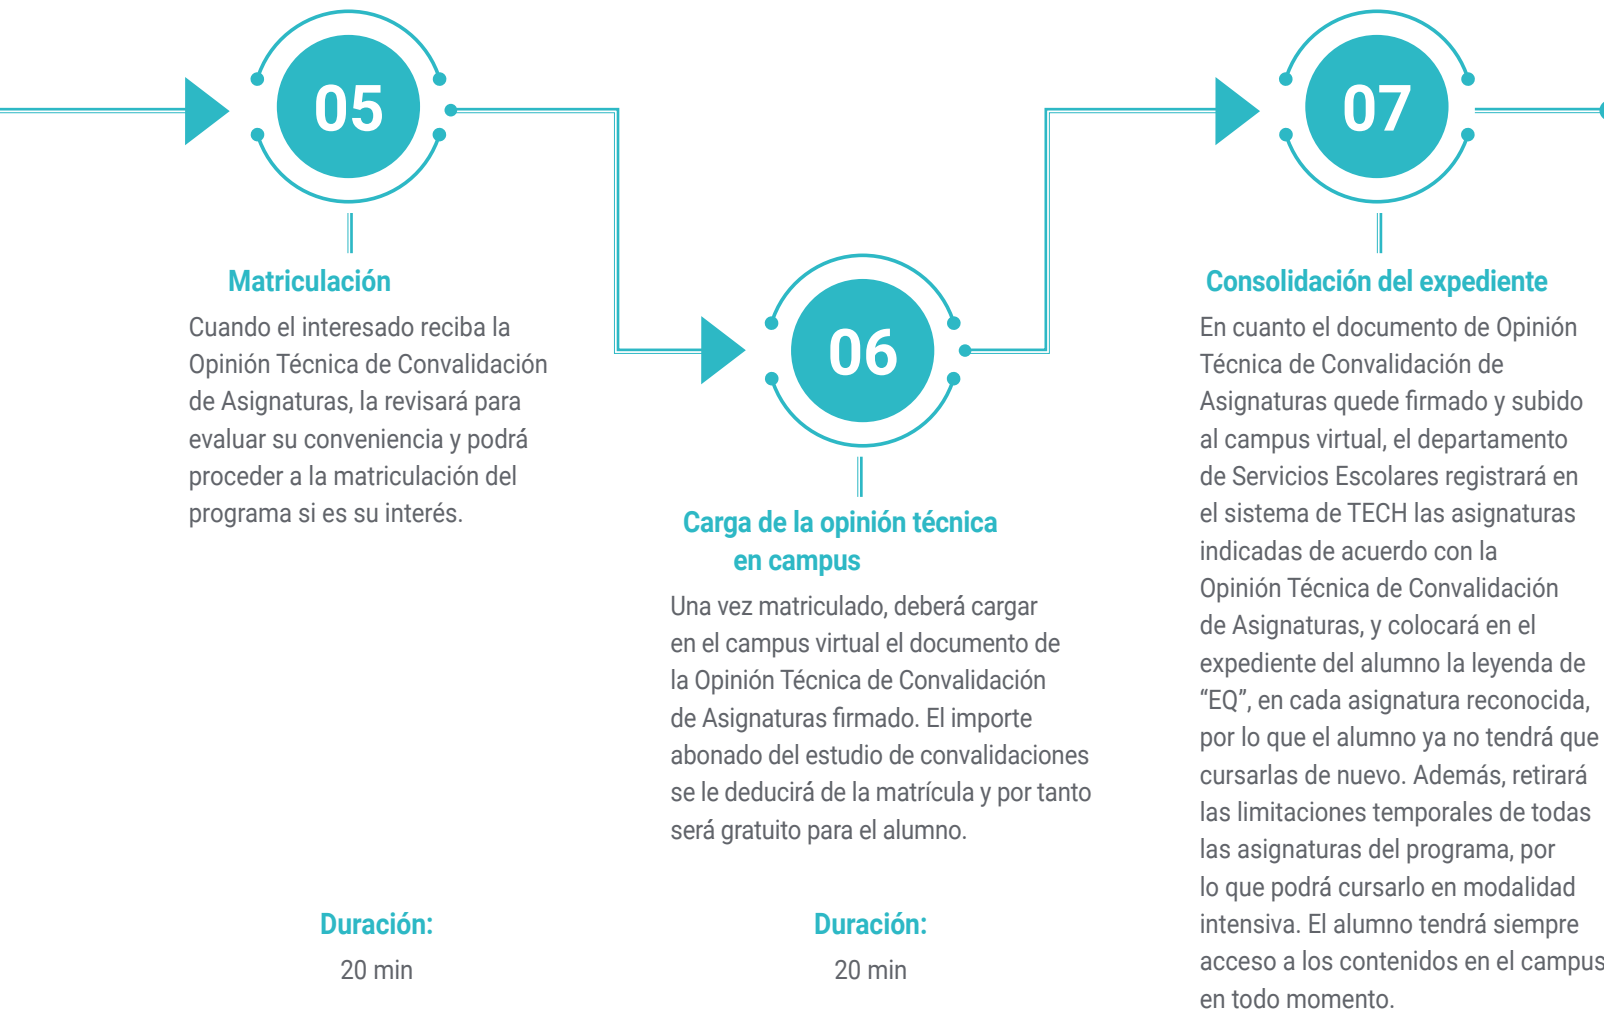 05
Matriculación
Cuando el interesado reciba la
Opinión Técnica de Convalidación
de Asignaturas, la revisará para
evaluar su conveniencia y podrá
proceder a la matriculación del
programa si es su interés.
Duración:
20 min
06
Carga de la opinión técnica
en campus
Una vez matriculado, deberá cargar
en el campus virtual el documento de
la Opinión Técnica de Convalidación
de Asignaturas firmado. El importe
abonado del estudio de convalidaciones
se le deducirá de la matrícula y por tanto
será gratuito para el alumno.
Duración:
20 min
07
Consolidación del expediente
En cuanto el documento de Opinión
Técnica de Convalidación de
Asignaturas quede firmado y subido
al campus virtual, el departamento
de Servicios Escolares registrará en
el sistema de TECH las asignaturas
indicadas de acuerdo con la
Opinión Técnica de Convalidación
de Asignaturas, y colocará en el
expediente del alumno la leyenda de
“EQ”, en cada asignatura reconocida,
por lo que el alumno ya no tendrá que
cursarlas de nuevo. Además, retirará
las limitaciones temporales de todas
las asignaturas del programa, por
lo que podrá cursarlo en modalidad
intensiva. El alumno tendrá siempre
acceso a los contenidos en el campus
en todo momento.